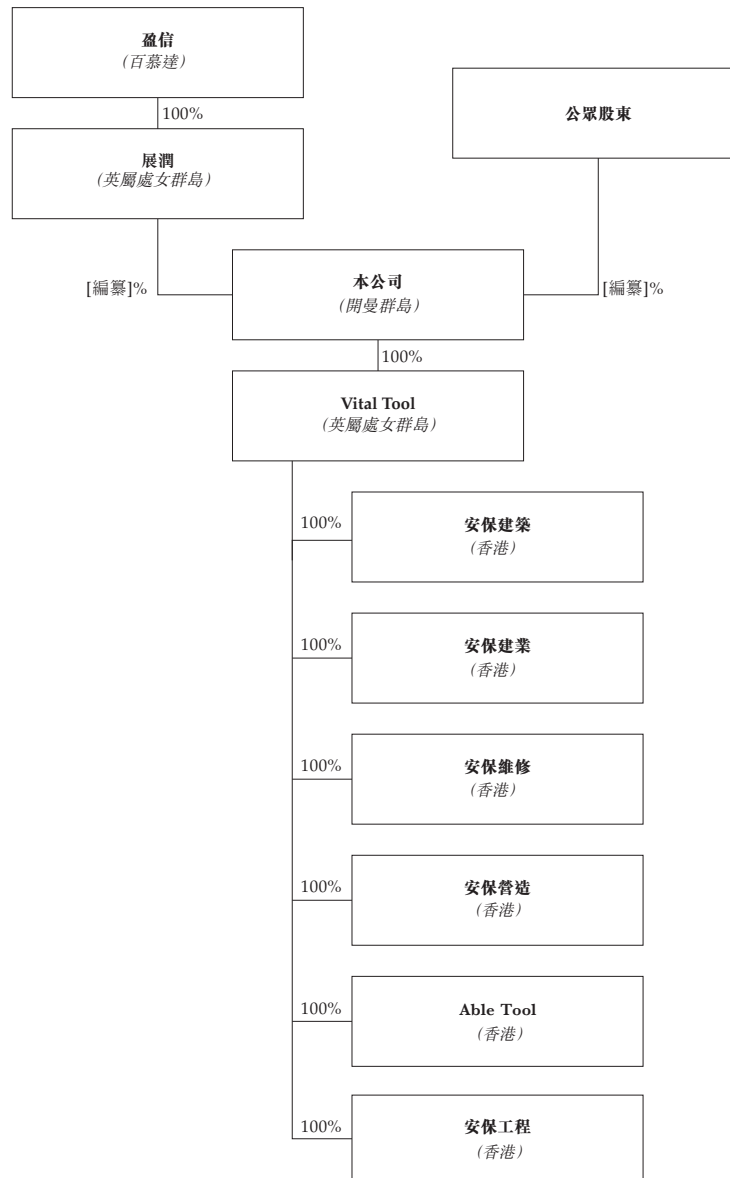 盈信
(百慕達)
100%
公眾股東
展潤
(英屬處女群島)
[編纂]%
本公司
(開曼群島)
[編纂]%
100%
Vital Tool
(英屬處女群島)
100%
安保建築
(香港)
100%
安保建業
(香港)
100%
安保維修
(香港)
100%
安保營造
(香港)
100%
Able Tool
(香港)
100%
安保工程
(香港)